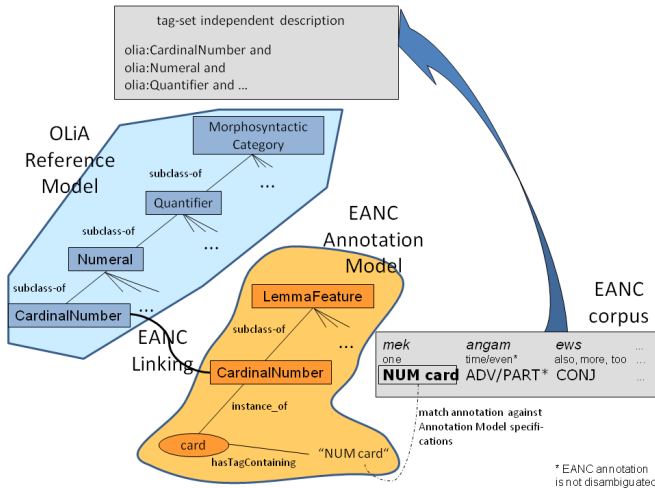 tag-set independent description
olia:CardinalNumber and
olia:Numeral and
olia:Quantifier and ...
OLiA
Reference
Model
Morphosyntactic
Category
subclass-of
...
Quantifier
subclass-of
...
Numeral
subclass-of
...
CardinalNumber
EANC
Linking
EANC
Annotation
Model
LemmaFeature
subclass-of
...
CardinalNumber
instance_of
card
hasTagContaining
“NUM card“
EANC
corpus
mek angam ews ...
one time/even* also, more, too ...
NUM card ADV/PART* CONJ ...
match annotation against
Annotation Model specifi-
cations
* EANC annotation
is not disambiguated